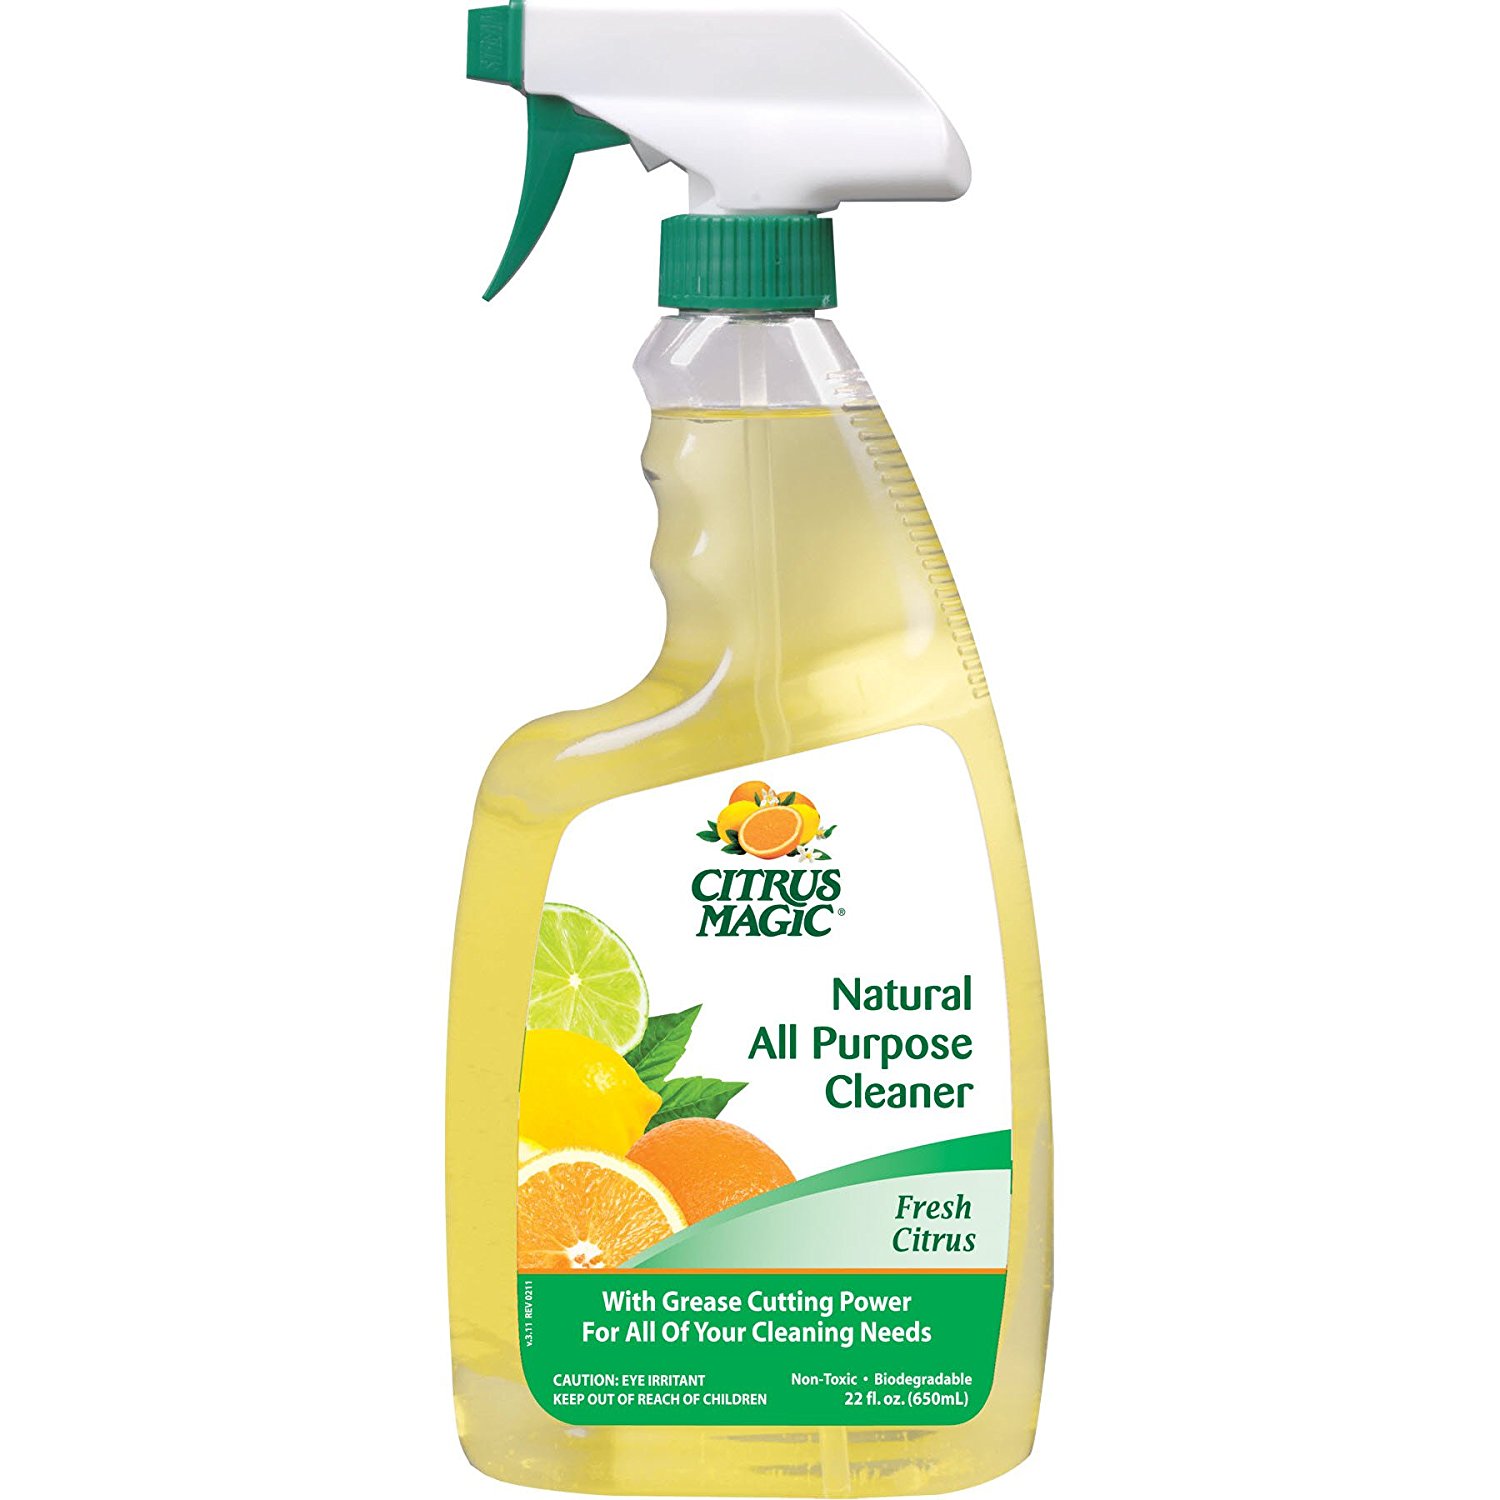 CITRUS
MAGIC®
Natural
All Purpose
Cleaner
Fresh
Citrus
With Grease Cutting Power
For All Of Your Cleaning Needs
CAUTION: EYE IRRITANT
KEEP OUT OF REACH OF CHILDREN
Non-Toxic • Biodegradable
22 fl. oz. (650mL)
v.3.11 REV 0211